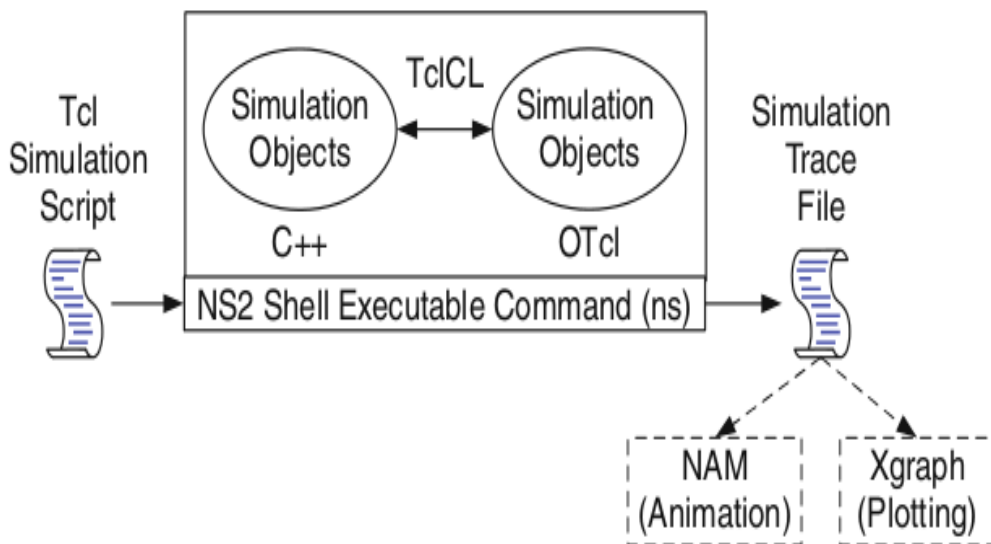 Tcl
Simulation
Script
TclCL
Simulation
Objects
Simulation
Objects
C++
OTcl
NS2 Shell Executable Command (ns)
Simulation
Trace
File
NAM
(Animation)
Xgraph
(Plotting)